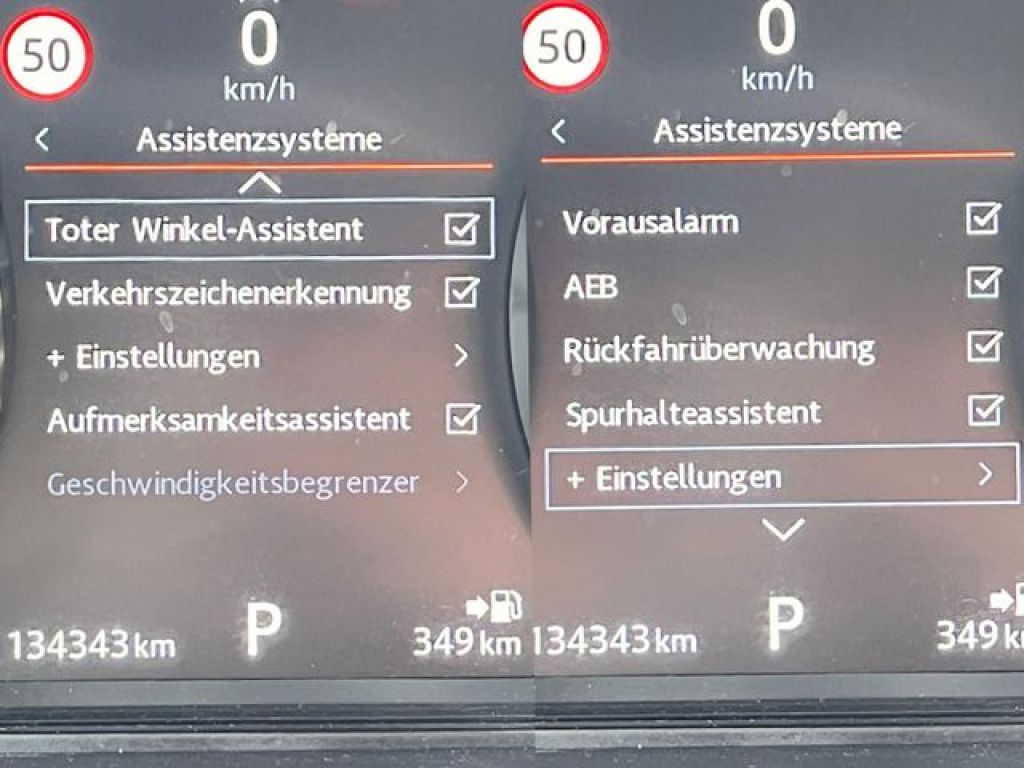 50
0
km/h
Assistenzsysteme
Toter Winkel-Assistent
Verkehrszeichenerkennung
+ Einstellungen
Aufmerksamkeitsassistent
Geschwindigkeitsbegrenzer
134343 km
P
349 km
50
0
km/h
Assistenzsysteme
Vorausalarm
AEB
Rückfahrüberwachung
Spurhalteassistent
+ Einstellungen
134343 km
P
349 k